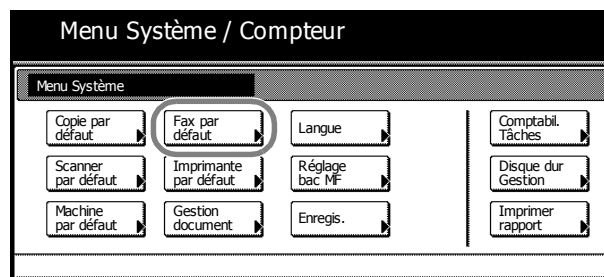 Menu Système / Compteur
Menu Système
Copie par
défaut
Fax par
défaut
Langue
Comptabil.
Tâches
Scanner
par défaut
Imprimante
par défaut
Réglage
bac MF
Disque dur
Gestion
Machine
par défaut
Gestion
document
Enregis.
Imprimer
rapport